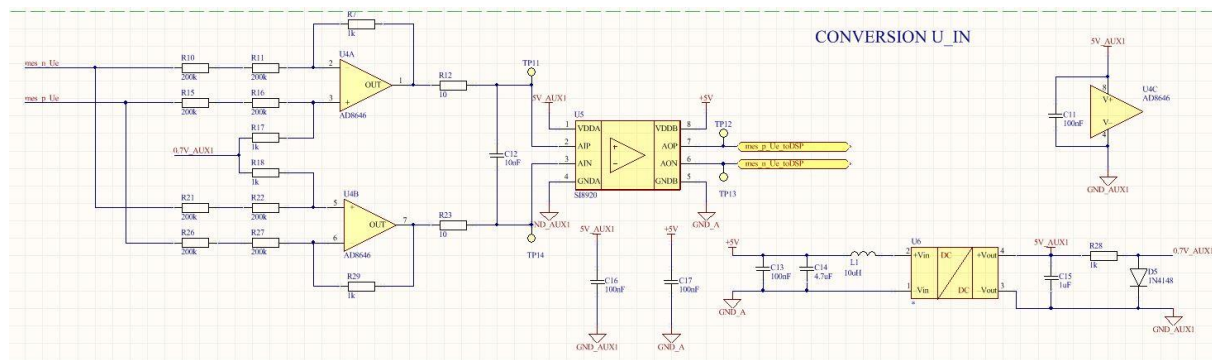 CONVERSION U_IN
R7
1k
mes_n_Ue
R10
200k
R11
200k
2
U4A
OUT
1
AD8646
mes_p_Ue
R15
200k
R16
200k
3
+
R17
1k
0.7V_AUX1
R18
1k
R21
200k
R22
200k
5
+
U4B
OUT
7
AD8646
R26
200k
R27
200k
6
R29
1k
R12
10
R23
10
C12
10nF
TP11
TP14
5V_AUX1
U5
1
VDDA
2
AIP
3
AIN
4
GNDA
SI8920
+
−
VDDB
8
AOP
7
AON
6
GNDB
5
+5V
TP12
TP13
mes_p_Ue_toDSP
mes_n_Ue_toDSP
GND_AUX1
GND_A
5V_AUX1
C16
100nF
GND_AUX1
+5V
C17
100nF
GND_A
5V_AUX1
C11
100nF
8
V+
V−
4
U4C
AD8646
GND_AUX1
+5V
C13
100nF
C14
4.7uF
L1
10uH
GND_A
U6
2
+Vin
DC
+Vout
4
1
-Vin
DC
-Vout
3
*
5V_AUX1
C15
1uF
R28
1k
0.7V_AUX1
D5
1N4148
GND_AUX1